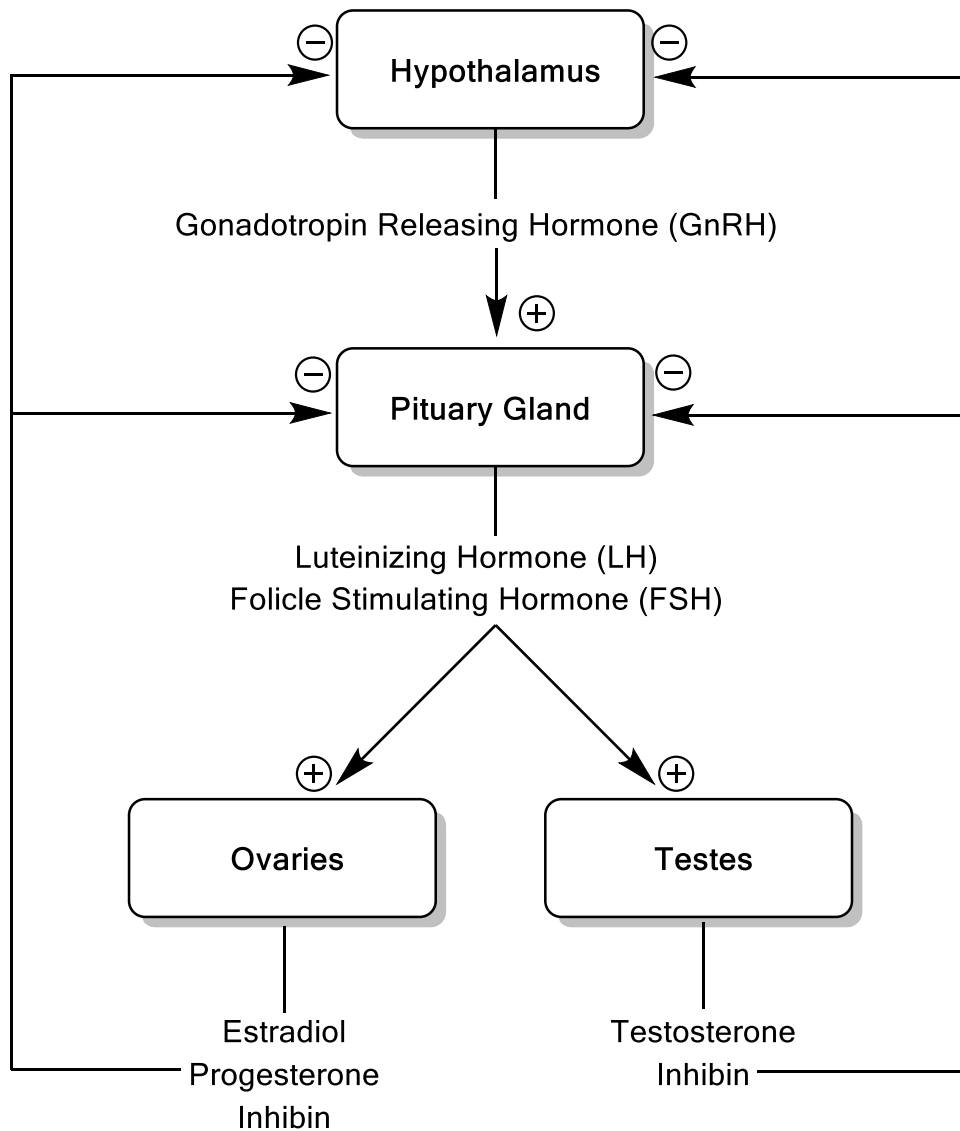 Hypothalamus
Gonadotropin Releasing Hormone (GnRH)
Pituary Gland
Luteinizing Hormone (LH)
Folicle Stimulating Hormone (FSH)
Ovaries
Testes
Estradiol
Progesterone
Inhibin
Testosterone
Inhibin